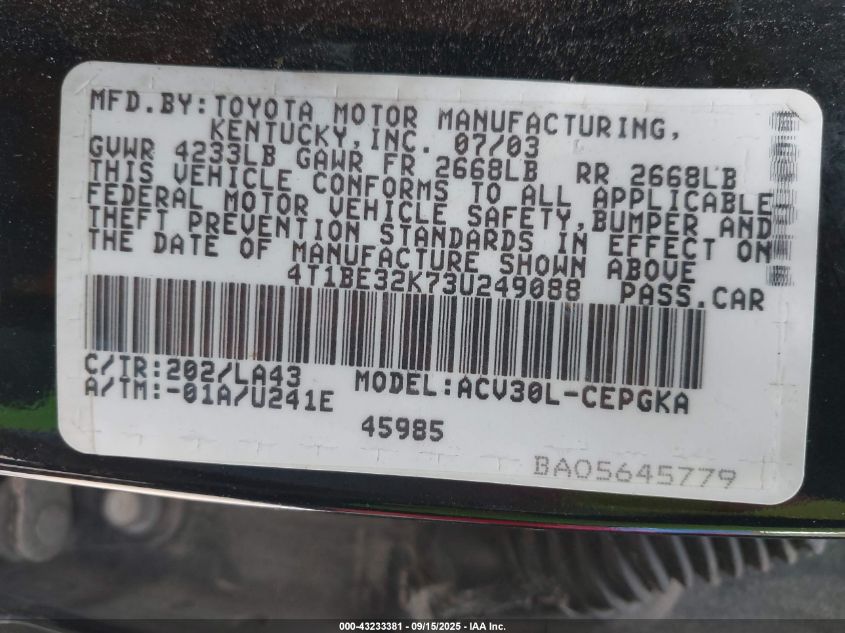 MFD.BY:TOYOTA MOTOR MANUFACTURING,
KENTUCKY,INC. 07/03
GVWR 4233LB GAWR FR 2668LB RR 2668LB
THIS VEHICLE CONFORMS TO ALL APPLICABLE
FEDERAL MOTOR VEHICLE SAFETY,BUMPER AND
THEFT PREVENTION STANDARDS IN EFFECT ON
THE DATE OF MANUFACTURE SHOWN ABOVE
4T1BE32K73U249088 PASS.CAR
C/TR:202/LA43 MODEL:ACV30L-CEPGKA
A/TM:-01A/U241E
45985
BA05645779
000-43233381 - 09/15/2025 - IAA Inc.